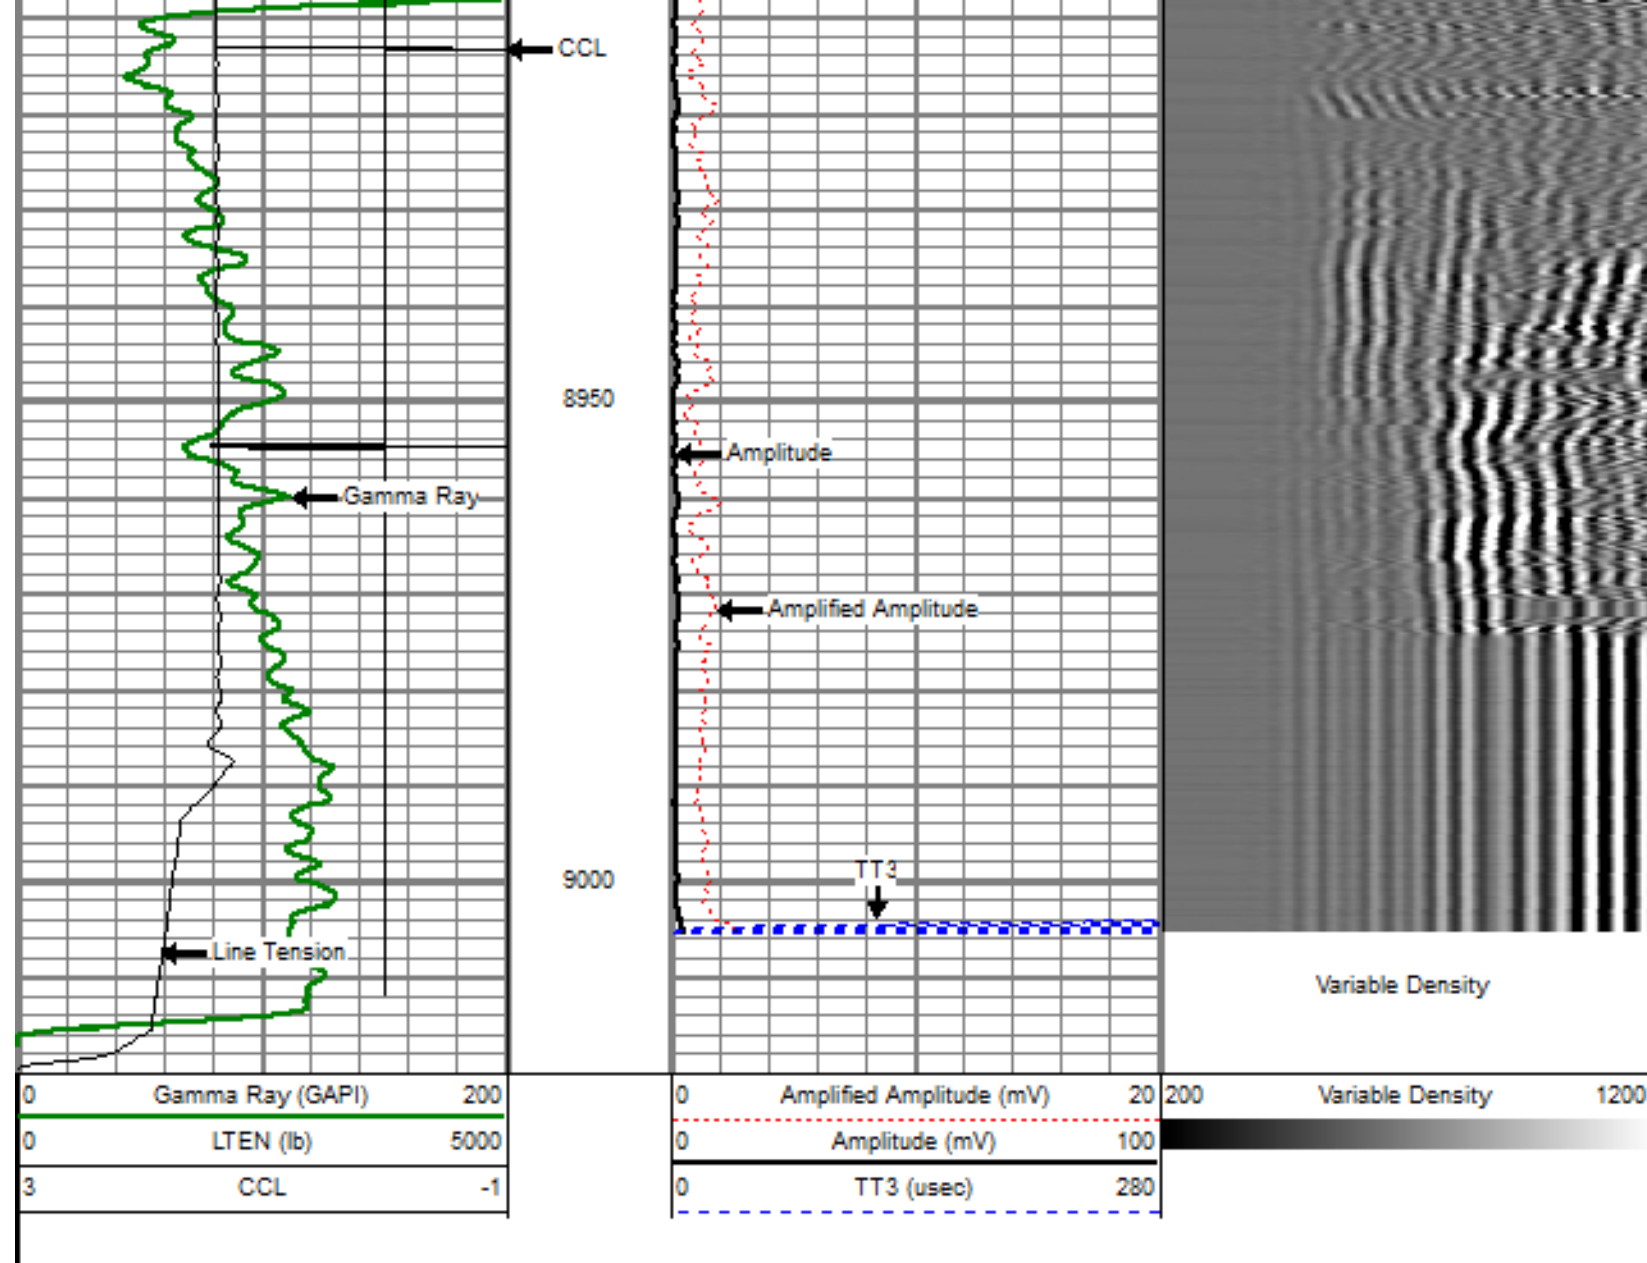 CCL
8950
Amplitude
Gamma Ray
Amplified Amplitude
TT3
9000
Line Tension
Variable Density
0 Gamma Ray (GAPI) 200
0 Amplified Amplitude (mV) 20
200 Variable Density 1200
0 LTEN (lb) 5000
0 Amplitude (mV) 100
3 CCL -1
0 TT3 (usec) 280